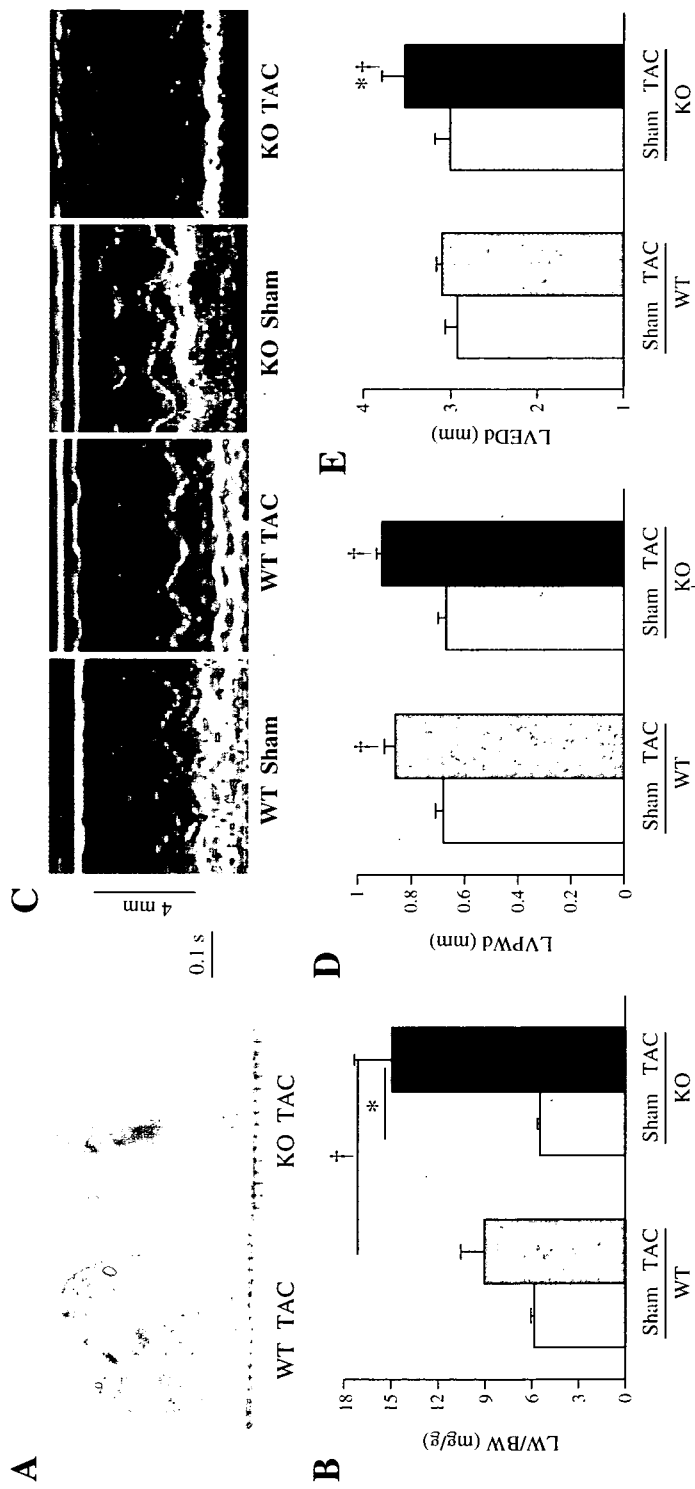 A
WT TAC
KO TAC
C
4 mm
0.1 s
WT Sham
WT TAC
KO Sham
KO TAC
B
LW/BW (mg/g)
18
15
12
9
6
3
0
†
*
Sham TAC
WT
Sham TAC
KO
D
LVPWd (mm)
1
0.8
0.6
0.4
0.2
0
†
†
Sham TAC
WT
Sham TAC
KO
E
LVEDd (mm)
4
3
2
1
*†
Sham TAC
WT
Sham TAC
KO